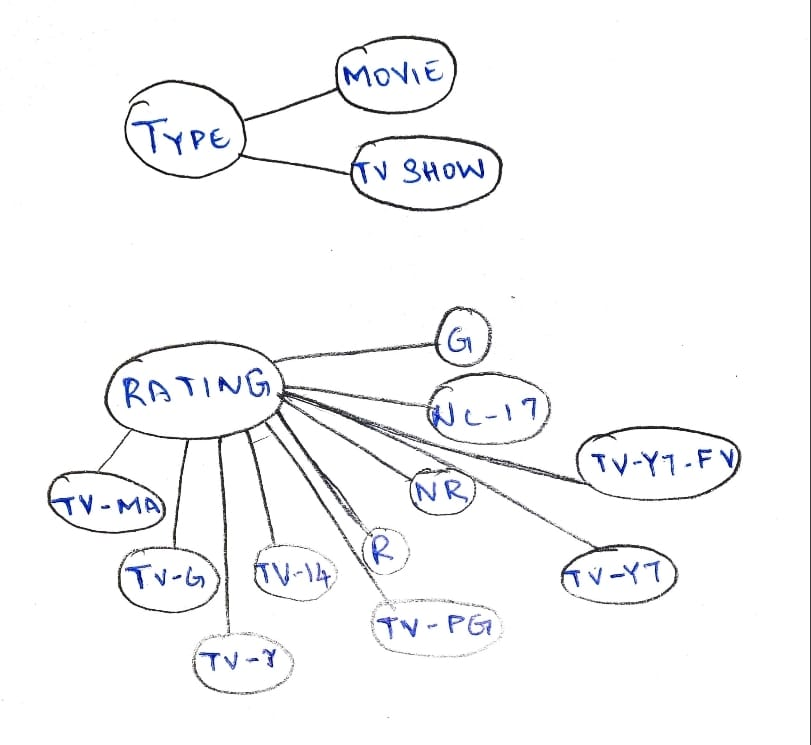 MOVIE
TYPE
TV SHOW
G
RATING
NC-17
TV-Y7-FV
NR
TV-MA
R
TV-G
TV-14
TV-Y7
TV-PG
TV-Y